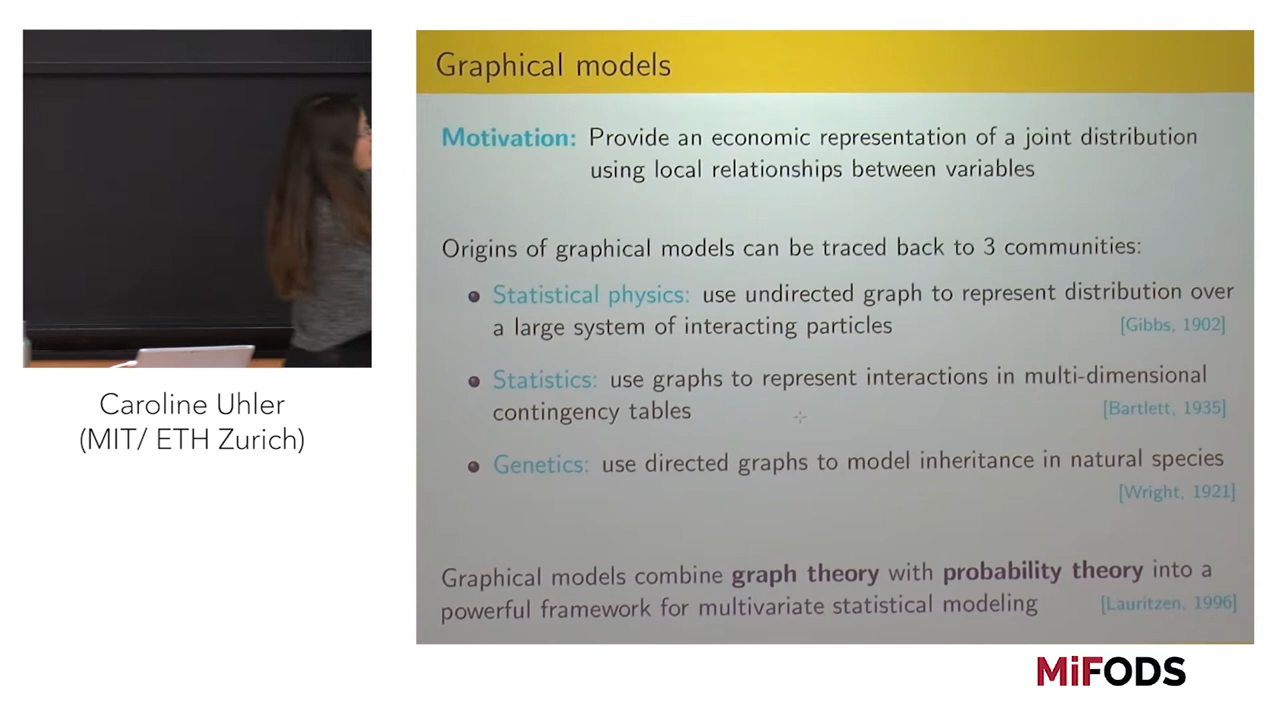 Graphical models
Motivation: Provide an economic representation of a joint distribution
using local relationships between variables
Origins of graphical models can be traced back to 3 communities:
Statistical physics: use undirected graph to represent distribution over
a large system of interacting particles [Gibbs, 1902]
Statistics: use graphs to represent interactions in multi-dimensional
contingency tables [Bartlett, 1935]
Genetics: use directed graphs to model inheritance in natural species
[Wright, 1921]
Graphical models combine graph theory with probability theory into a
powerful framework for multivariate statistical modeling [Lauritzen, 1996]
Caroline Uhler
(MIT/ ETH Zurich)
MiFODS